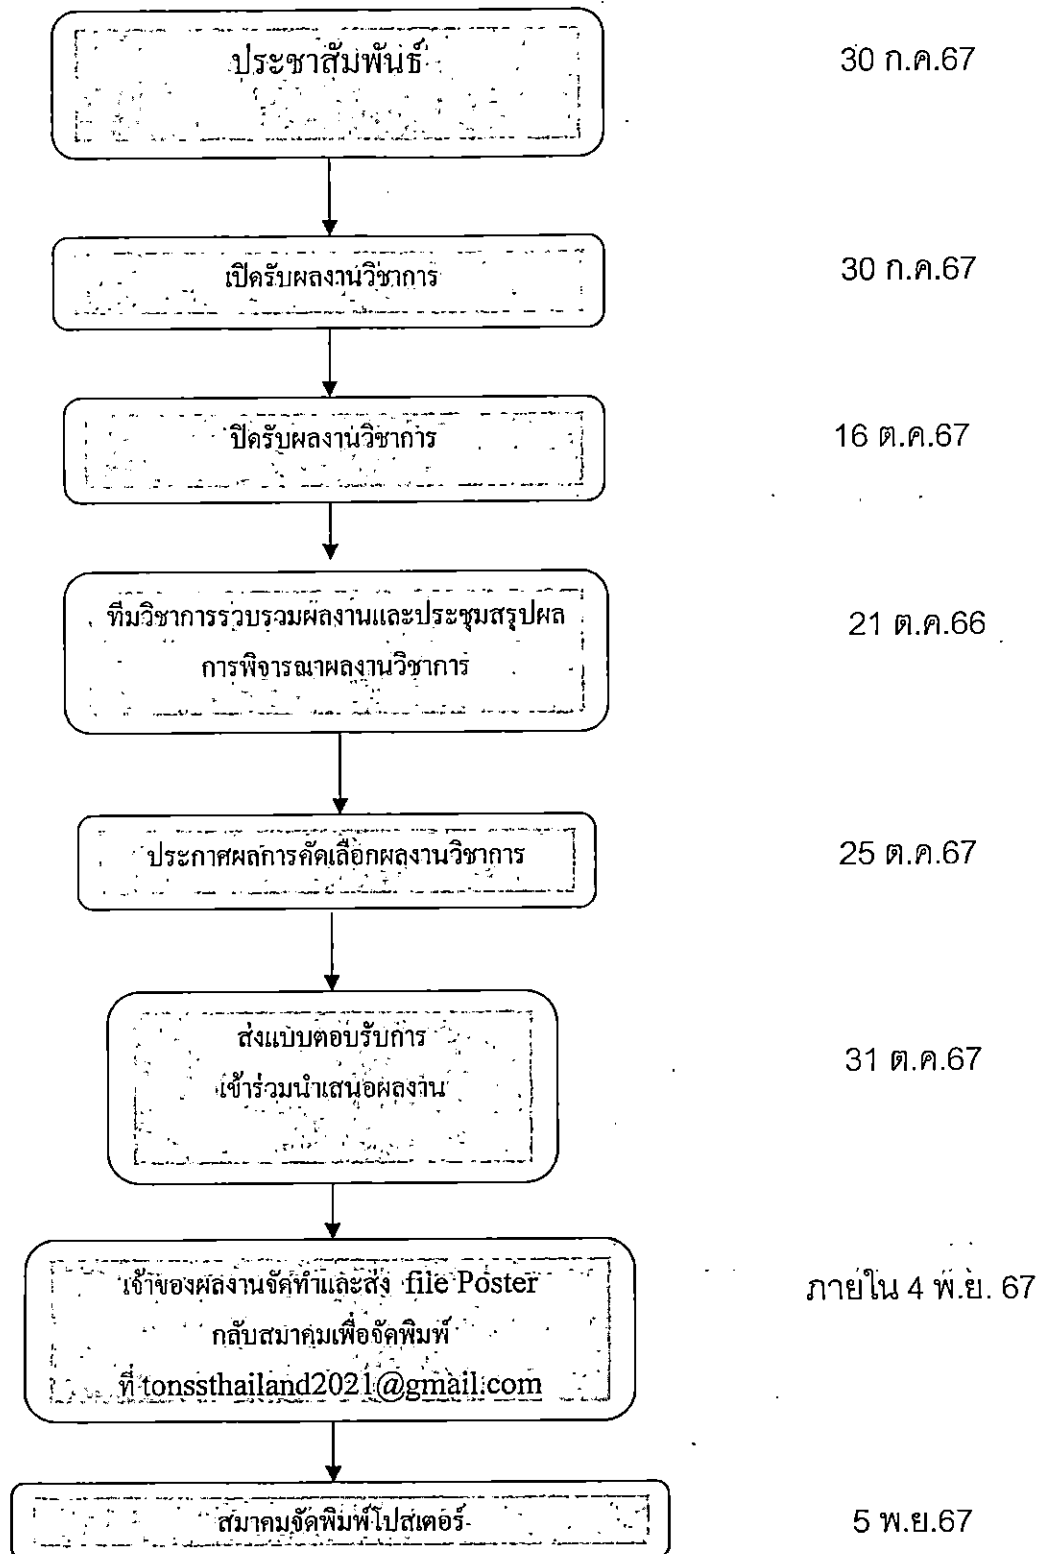 ประชาสัมพันธ์ 30 ก.ค.67
เปิดรับผลงานวิชาการ 30 ก.ค.67
ปิดรับผลงานวิชาการ 16 ต.ค.67
ทีมวิชาการรวบรวมผลงานและประชุมสรุปผล
การพิจารณาผลงานวิชาการ
21 ต.ค.66
ประกาศผลการคัดเลือกผลงานวิชาการ 25 ต.ค.67
ส่งแบบตอบรับการ
เข้าร่วมนำเสนอผลงาน
31 ต.ค.67
เจ้าของผลงานจัดทำและส่ง file Poster
กลับสมาคมเพื่อจัดพิมพ์
ที่ tonssthailand2021@gmail.com
ภายใน 4 พ.ย. 67
สมาคมจัดพิมพ์โปสเตอร์ 5 พ.ย.67